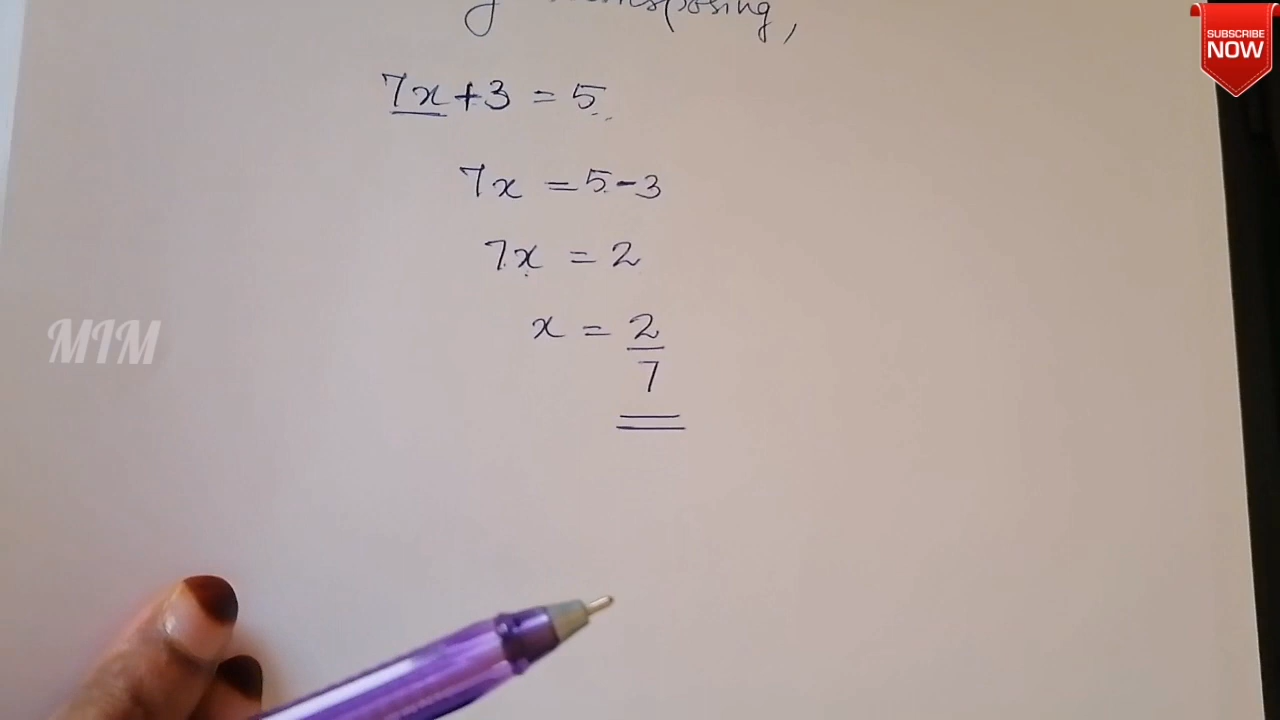 7x + 3 = 5
7x = 5 - 3
7x = 2
x = 2/7
MIM
SUBSCRIBE
NOW